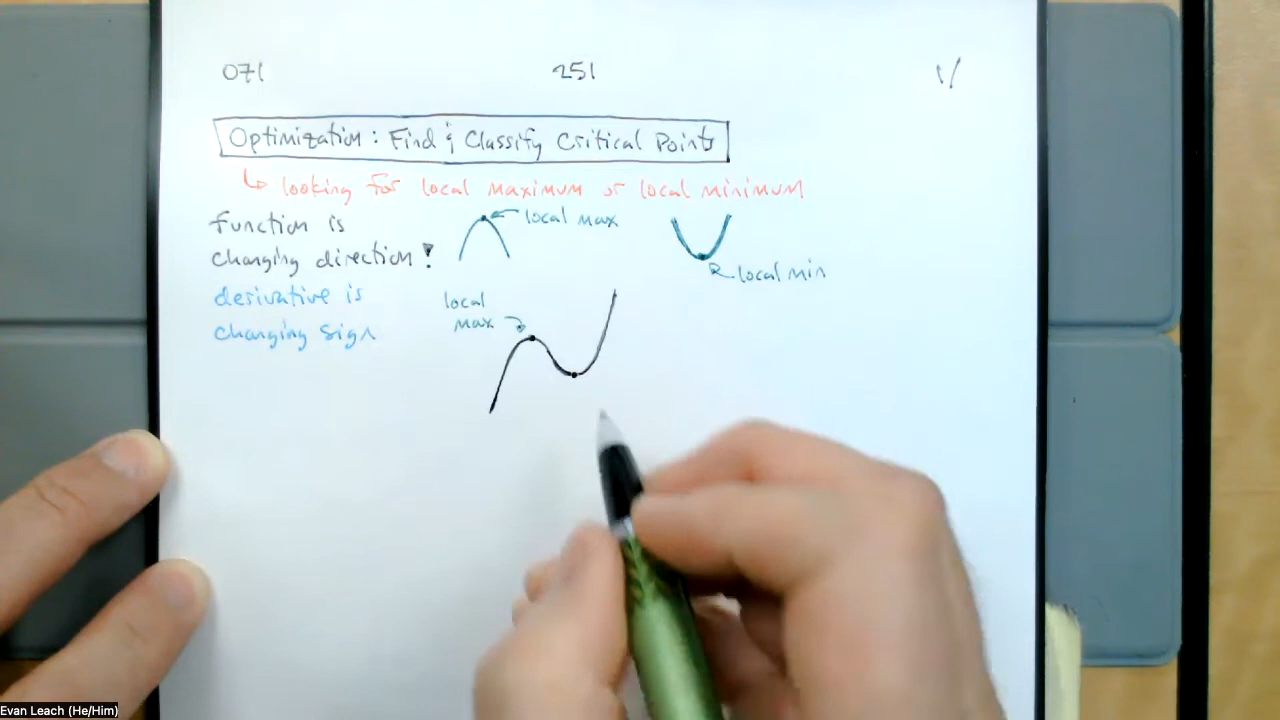 071 251 1/
Optimization: Find & Classify Critical Points
↳ looking for local maximum or local minimum
function is
changing direction!
local max
local min
derivative is
changing sign
local
max
Evan Leach (He/Him)